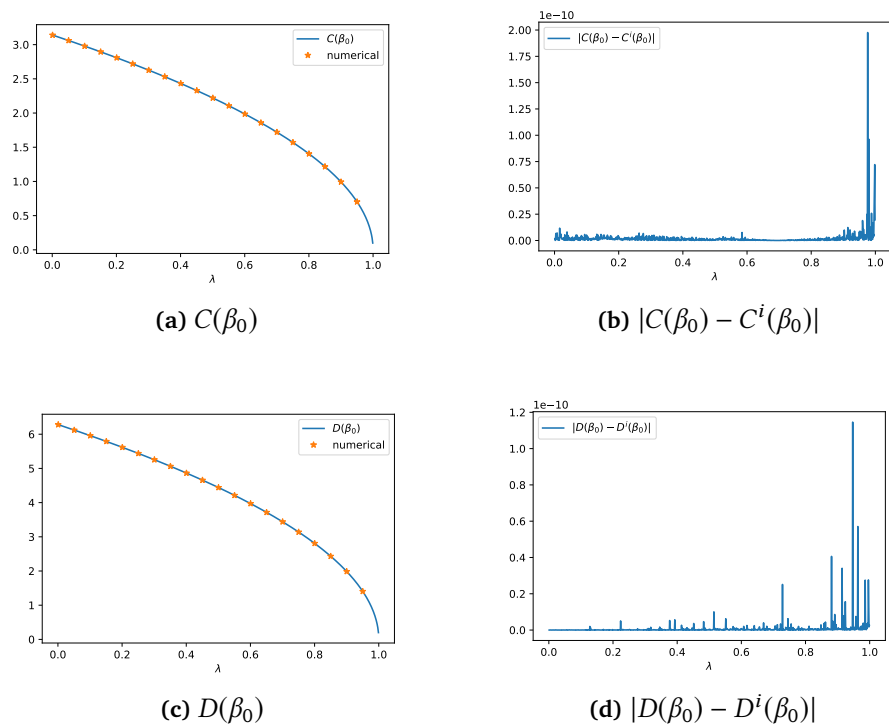 C(β₀)
numerical
3.0
2.5
2.0
1.5
1.0
0.5
0.0
0.0 0.2 0.4 0.6 0.8 1.0
λ
(a) C(β₀)
1e−10
|C(β₀) − Cⁱ(β₀)|
2.00
1.75
1.50
1.25
1.00
0.75
0.50
0.25
0.00
0.0 0.2 0.4 0.6 0.8 1.0
λ
(b) |C(β₀) − Cⁱ(β₀)|
D(β₀)
numerical
6
5
4
3
2
1
0
0.0 0.2 0.4 0.6 0.8 1.0
λ
(c) D(β₀)
1e−10
|D(β₀) − Dⁱ(β₀)|
1.2
1.0
0.8
0.6
0.4
0.2
0.0
0.0 0.2 0.4 0.6 0.8 1.0
λ
(d) |D(β₀) − Dⁱ(β₀)|